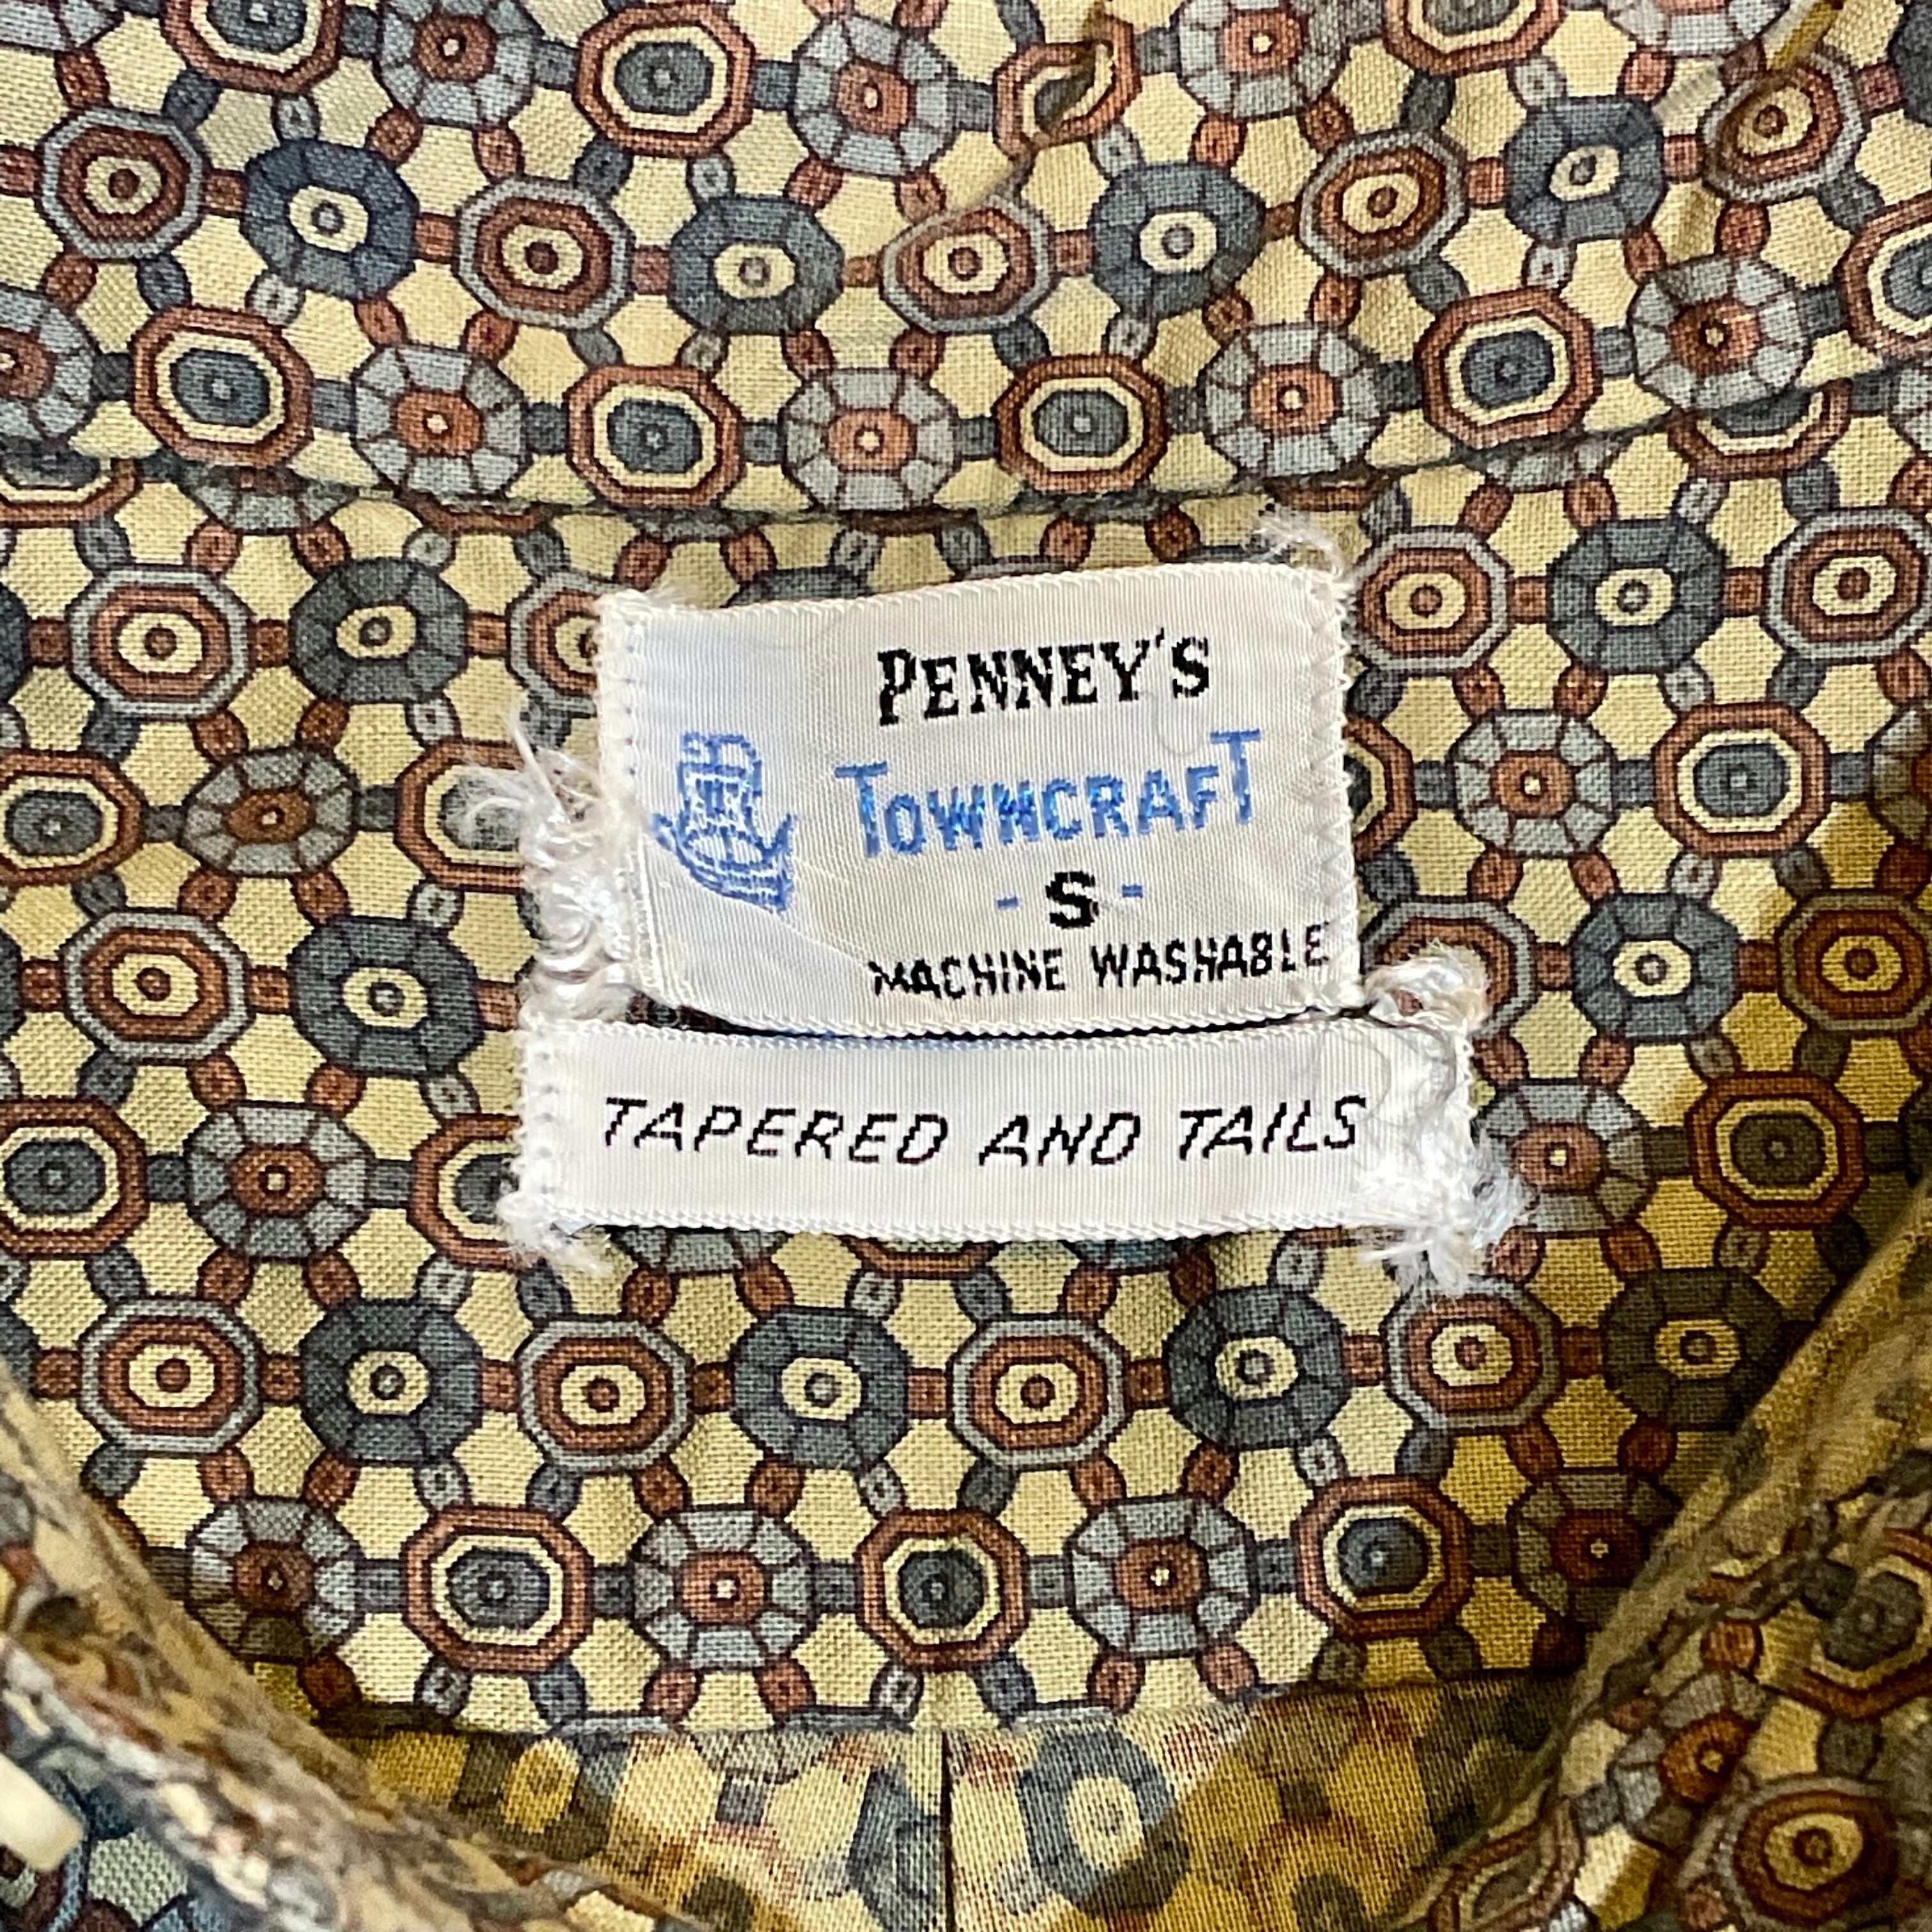 PENNEY'S
TOWNCRAFT
- S -
MACHINE WASHABLE
TAPERED AND TAILS